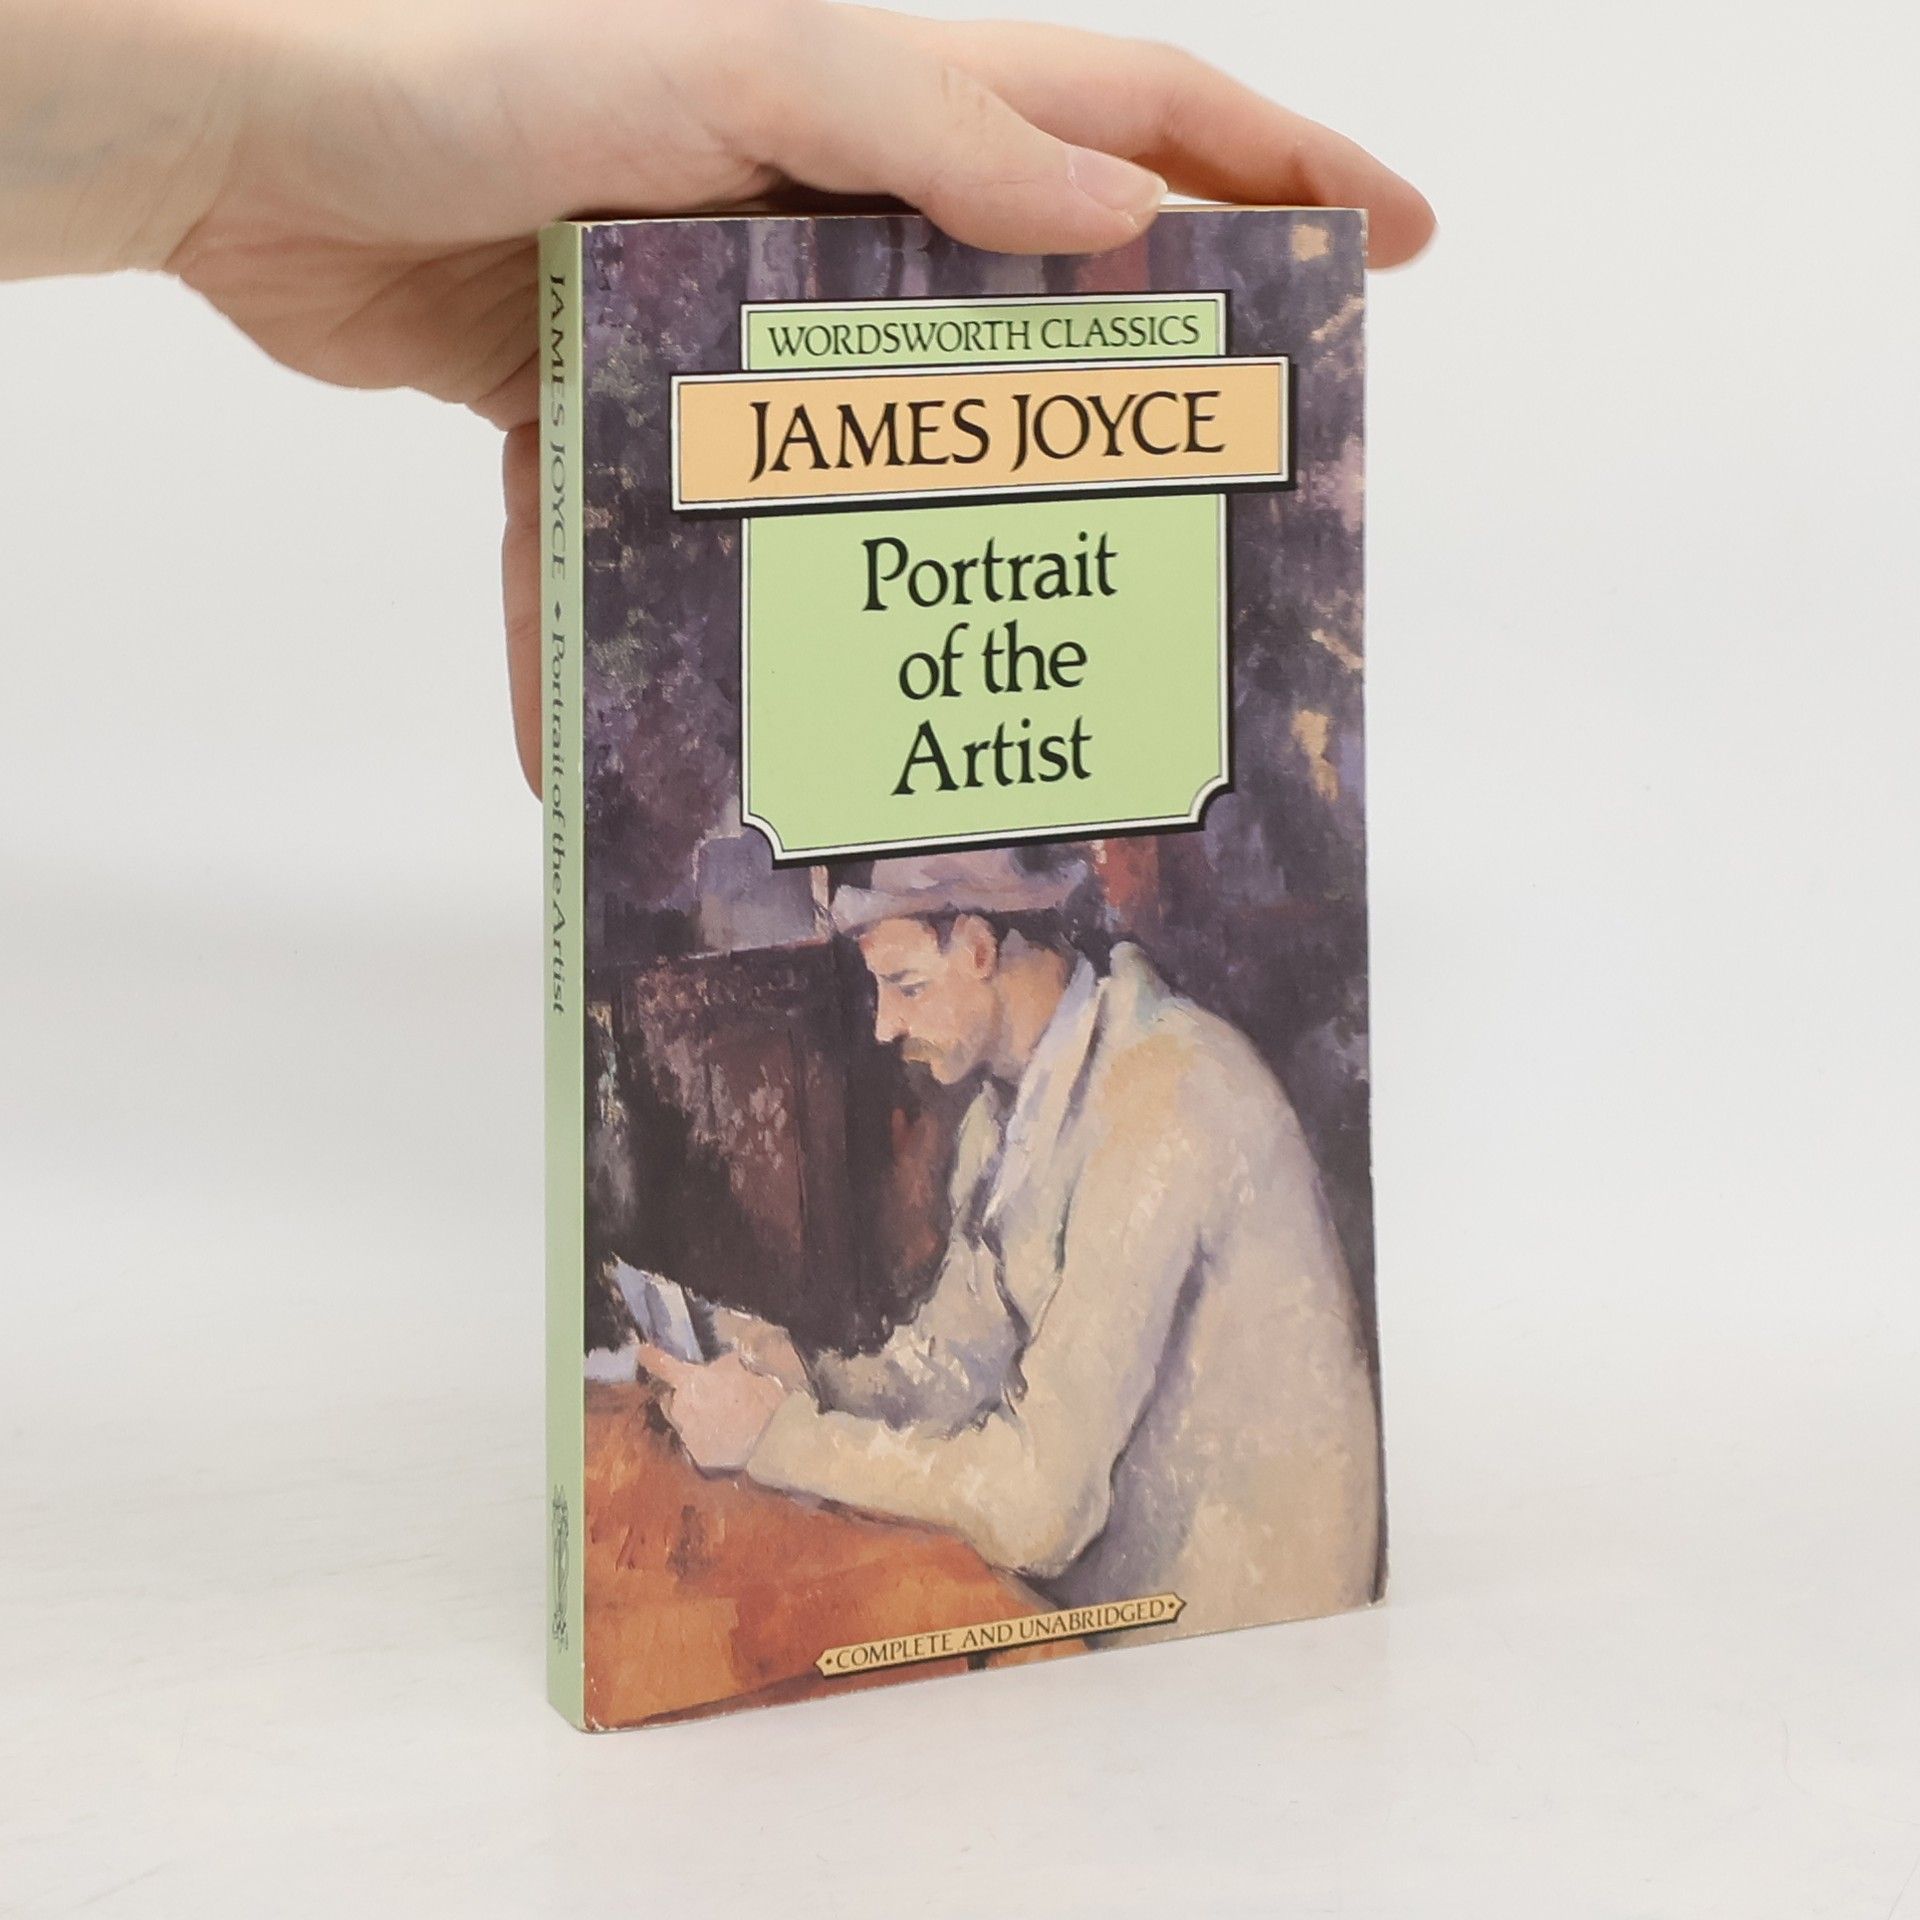 JAMES JOYCE • Portrait of the Artist
WORDSWORTH CLASSICS
JAMES JOYCE
Portrait
of the
Artist
•COMPLETE AND UNABRIDGED•